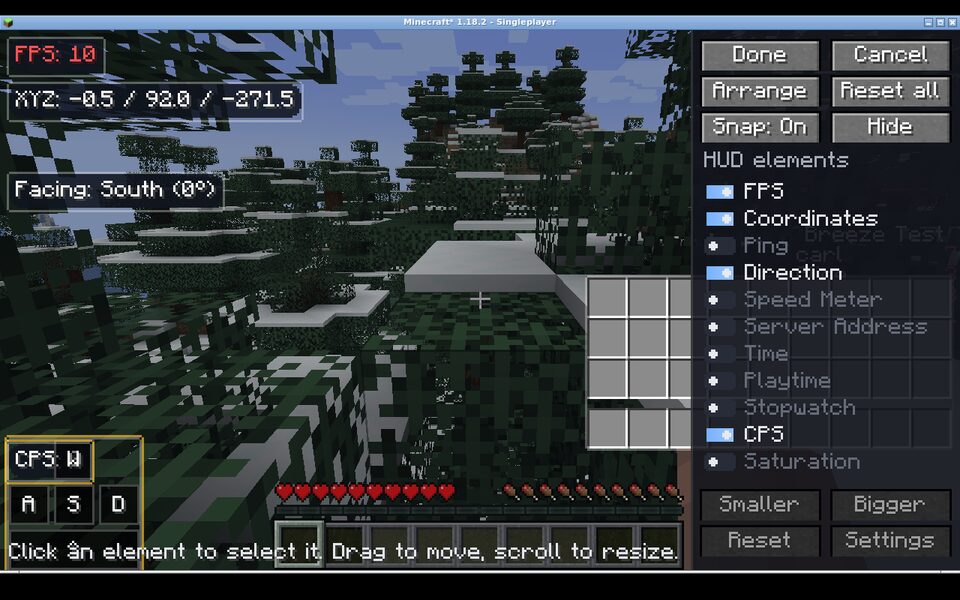 Minecraft* 1.18.2 - Singleplayer
FPS: 10
XYZ: -0.5 / 92.0 / -271.5
Facing: South (0°)
Done
Cancel
Arrange
Reset all
Snap: On
Hide
HUD elements
FPS
Coordinates
Ping
Breeze Test
carl
Direction
Speed Meter
Server Address
Time
Playtime
Stopwatch
CPS
Saturation
Smaller
Bigger
Reset
Settings
CPS
W
A
S
D
Click an element to select it. Drag to move, scroll to resize.